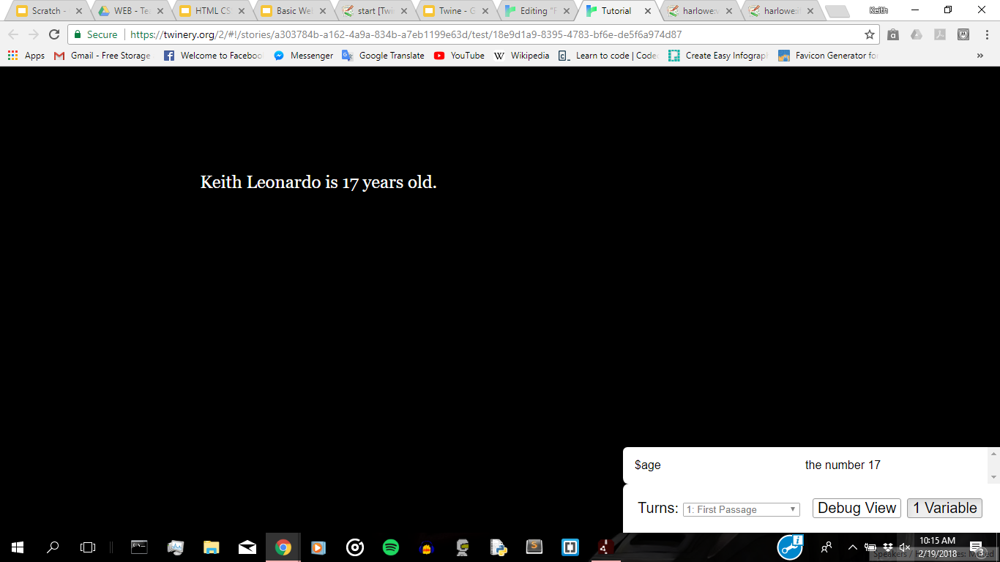 Scratch -
WEB - Te
HTML CS
Basic We
start [Twi
Twine - G
Editing "F
Tutorial
harlowe:v
harlowe:i
Keith
Secure
https://twinery.org/2/#!/stories/a303784b-a162-4a9a-834b-a7eb1199e63d/test/18e9d1a9-8395-4783-bf6e-de5f6a974d87
Apps
Gmail - Free Storage
Welcome to Faceboo
Messenger
Google Translate
YouTube
Wikipedia
Learn to code | Code
Create Easy Infograp
Favicon Generator fo
Keith Leonardo is 17 years old.
$age the number 17
Turns: 1: First Passage Debug View 1 Variable
10:15 AM
2/19/2018
3